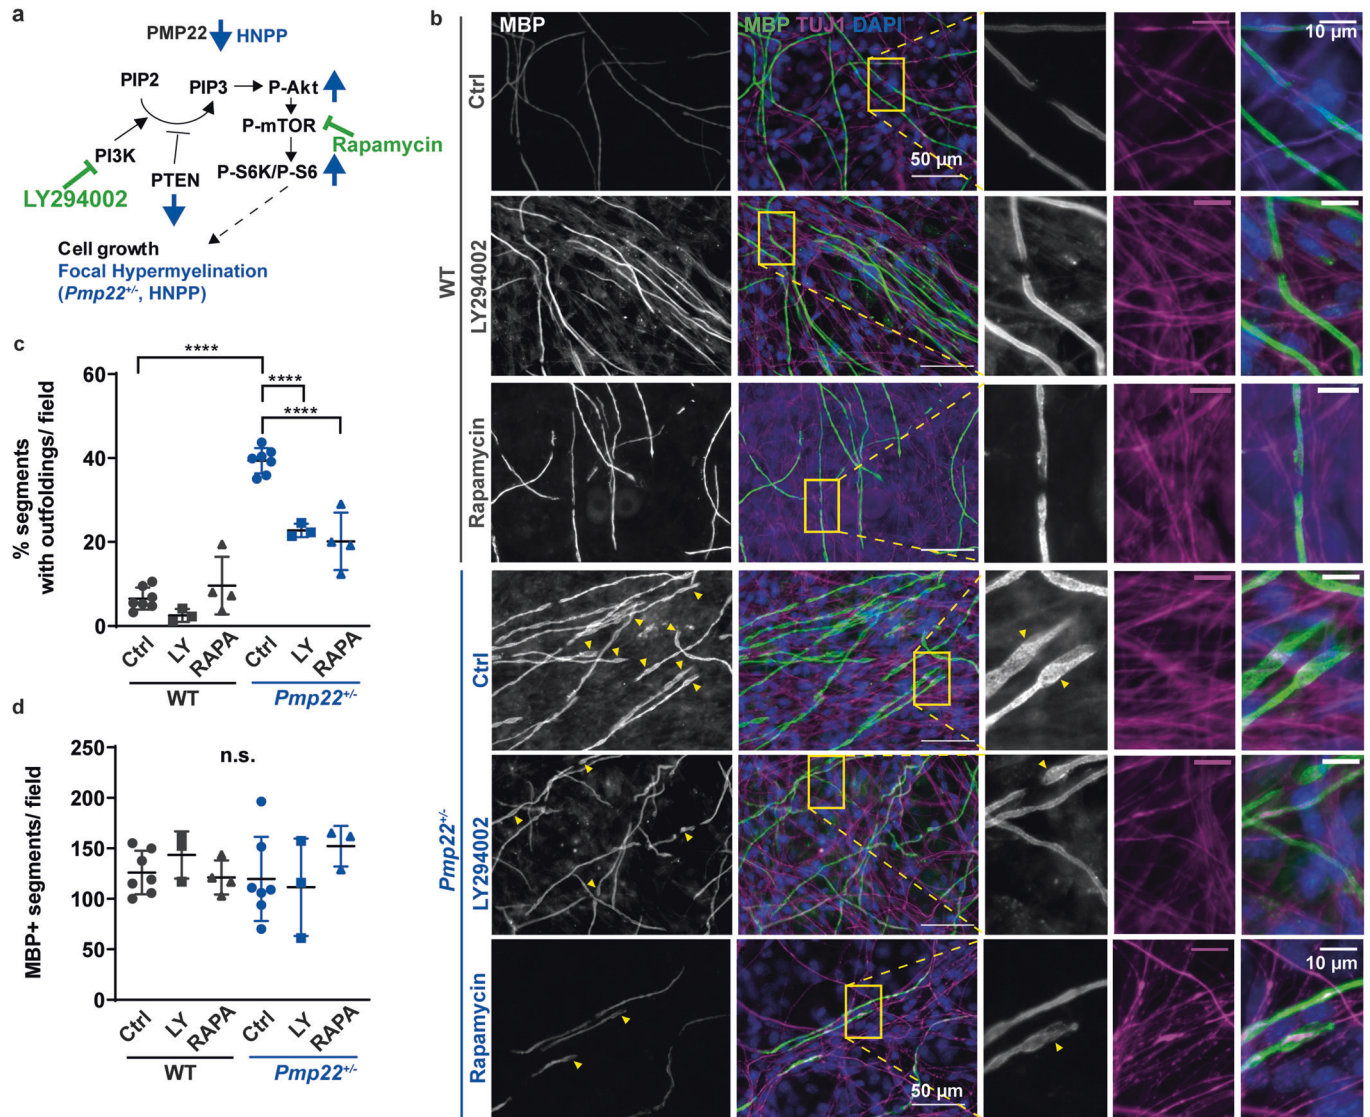 a
PMP22 HNPP
PIP2 PIP3 P-Akt
P-mTOR
Rapamycin
PI3K
P-S6K/P-S6
PTEN
LY294002
Cell growth
Focal Hypermyelination
(Pmp22+/-, HNPP)
b
MBP
MBP TUJ1 DAPI
10 µm
50 µm
Ctrl
LY294002
Rapamycin
WT
Ctrl
LY294002
Rapamycin
Pmp22+/-
10 µm
50 µm
c
% segments
with outfoldings/ field
60
40
20
0
****
****
****
Ctrl LY RAPA Ctrl LY RAPA
WT Pmp22+/-
d
MBP+ segments/ field
250
200
150
100
50
0
n.s.
Ctrl LY RAPA Ctrl LY RAPA
WT Pmp22+/-